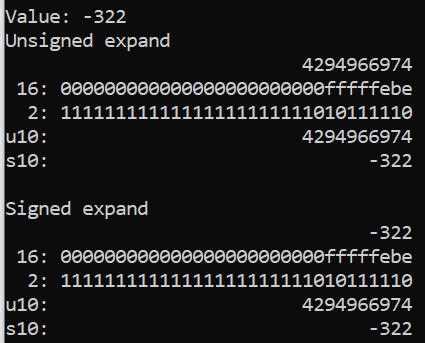 Value: -322
Unsigned expand
4294966974
16: 000000000000000000000000fffffebe
2: 11111111111111111111111010111110
u10: 4294966974
s10: -322
Signed expand
-322
16: 000000000000000000000000fffffebe
2: 11111111111111111111111010111110
u10: 4294966974
s10: -322